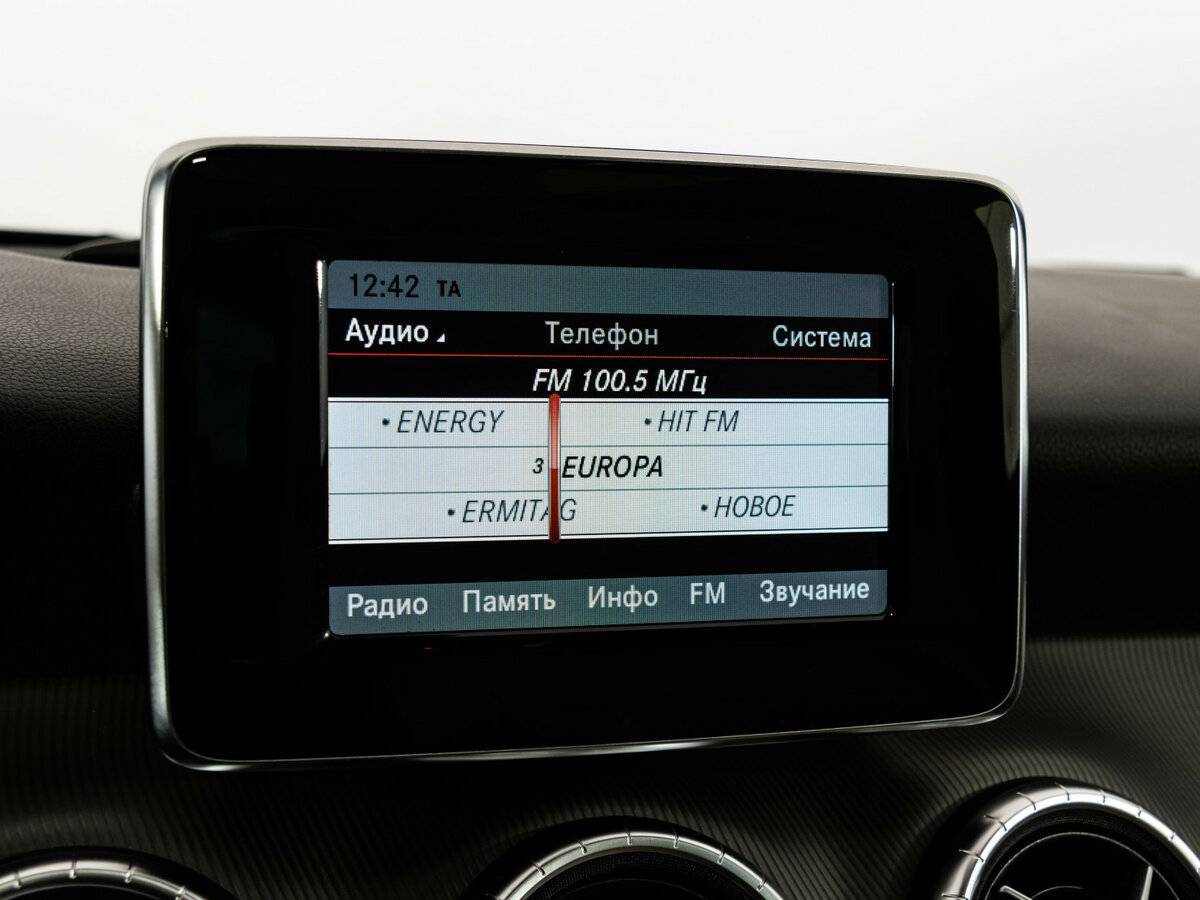 12:42 TA
Аудио Телефон Система
FM 100.5 МГц
• ENERGY • HIT FM
3 EUROPA
• ERMITAG • НОВОЕ
Радио Память Инфо FM Звучание